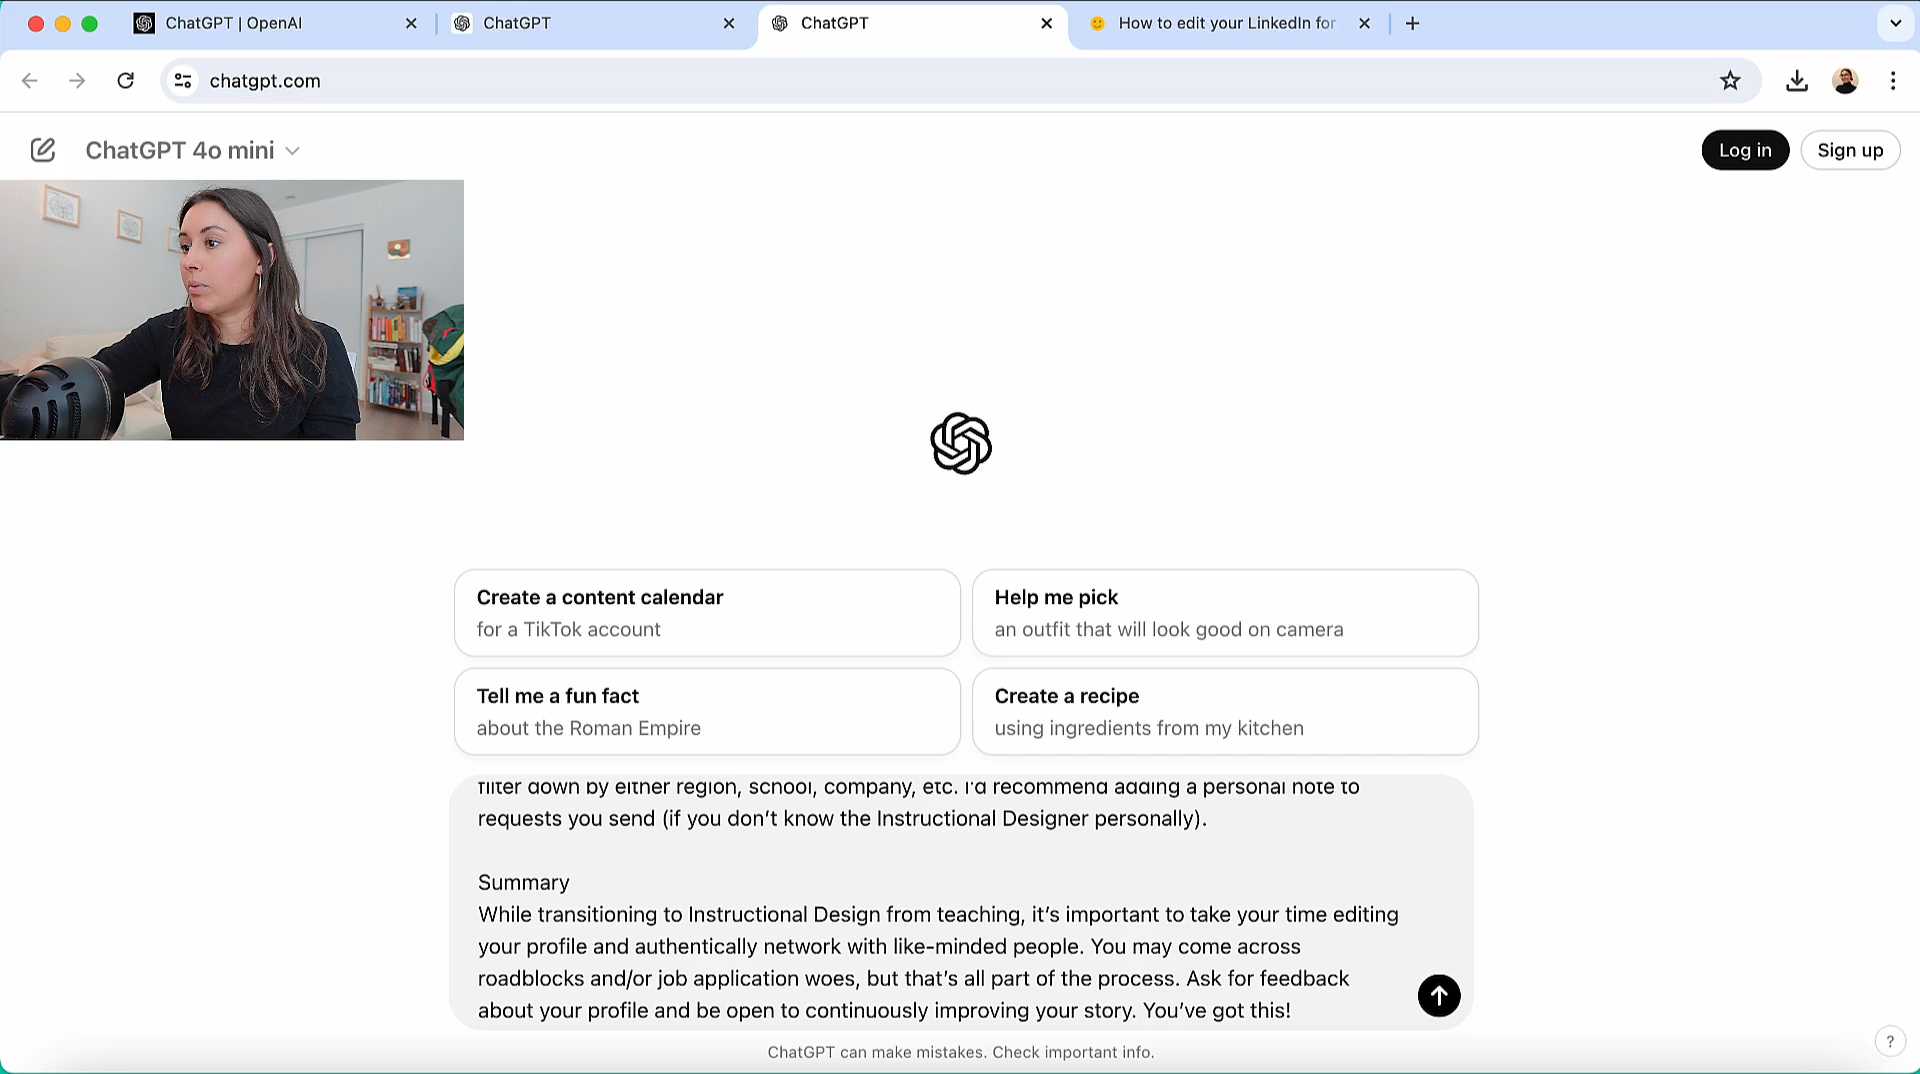 ChatGPT | OpenAI
ChatGPT
ChatGPT
How to edit your LinkedIn for
chatgpt.com
ChatGPT 4o mini
Log in
Sign up
Create a content calendar
for a TikTok account
Help me pick
an outfit that will look good on camera
Tell me a fun fact
about the Roman Empire
Create a recipe
using ingredients from my kitchen
filter down by either region, school, company, etc. I'd recommend adding a personal note to
requests you send (if you don’t know the Instructional Designer personally).
Summary
While transitioning to Instructional Design from teaching, it’s important to take your time editing
your profile and authentically network with like-minded people. You may come across
roadblocks and/or job application woes, but that’s all part of the process. Ask for feedback
about your profile and be open to continuously improving your story. You’ve got this!
ChatGPT can make mistakes. Check important info.
?